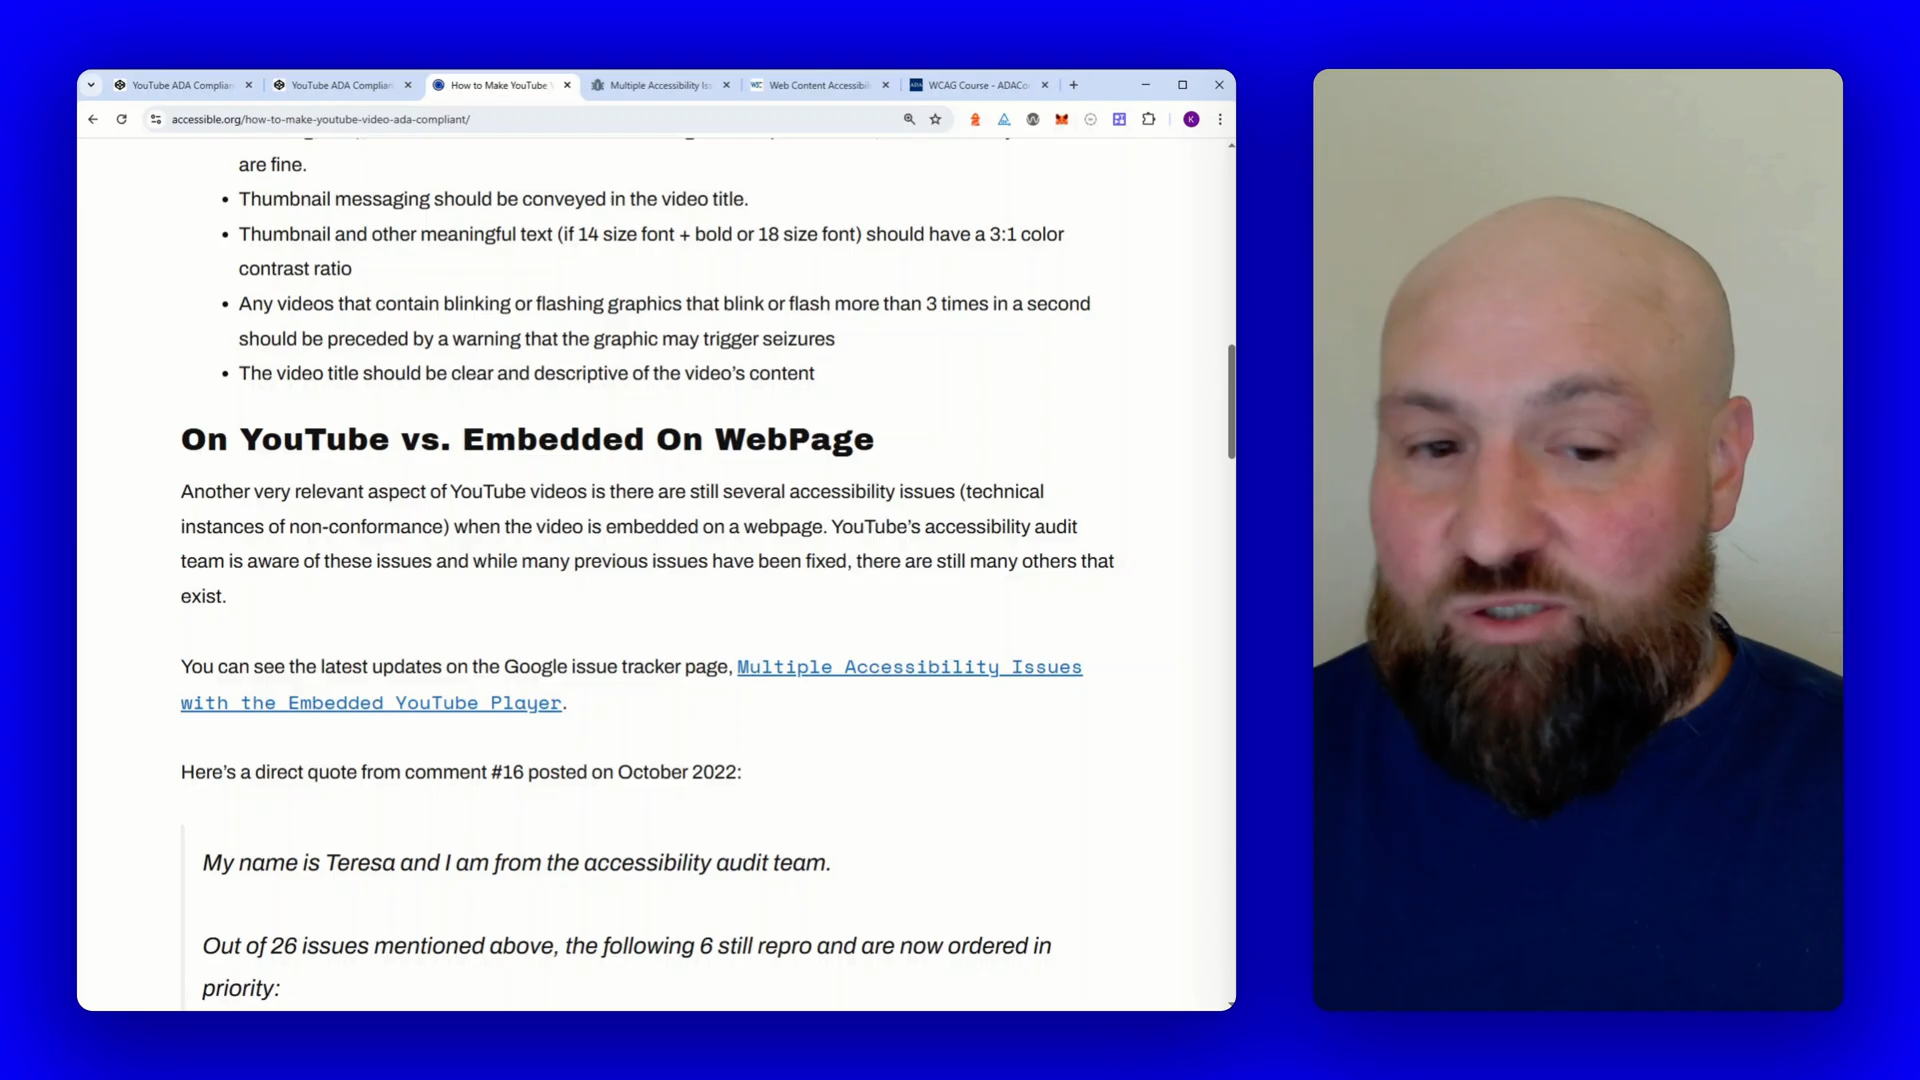 YouTube ADA Complian
YouTube ADA Complian
How to Make YouTube V
Multiple Accessibility Iss
Web Content Accessibili
WCAG Course - ADACo
accessible.org/how-to-make-youtube-video-ada-compliant/
K
are fine.
• Thumbnail messaging should be conveyed in the video title.
• Thumbnail and other meaningful text (if 14 size font + bold or 18 size font) should have a 3:1 color
contrast ratio
• Any videos that contain blinking or flashing graphics that blink or flash more than 3 times in a second
should be preceded by a warning that the graphic may trigger seizures
• The video title should be clear and descriptive of the video’s content
On YouTube vs. Embedded On WebPage
Another very relevant aspect of YouTube videos is there are still several accessibility issues (technical
instances of non-conformance) when the video is embedded on a webpage. YouTube’s accessibility audit
team is aware of these issues and while many previous issues have been fixed, there are still many others that
exist.
You can see the latest updates on the Google issue tracker page, Multiple Accessibility Issues
with the Embedded YouTube Player.
Here’s a direct quote from comment #16 posted on October 2022:
My name is Teresa and I am from the accessibility audit team.
Out of 26 issues mentioned above, the following 6 still repro and are now ordered in
priority: